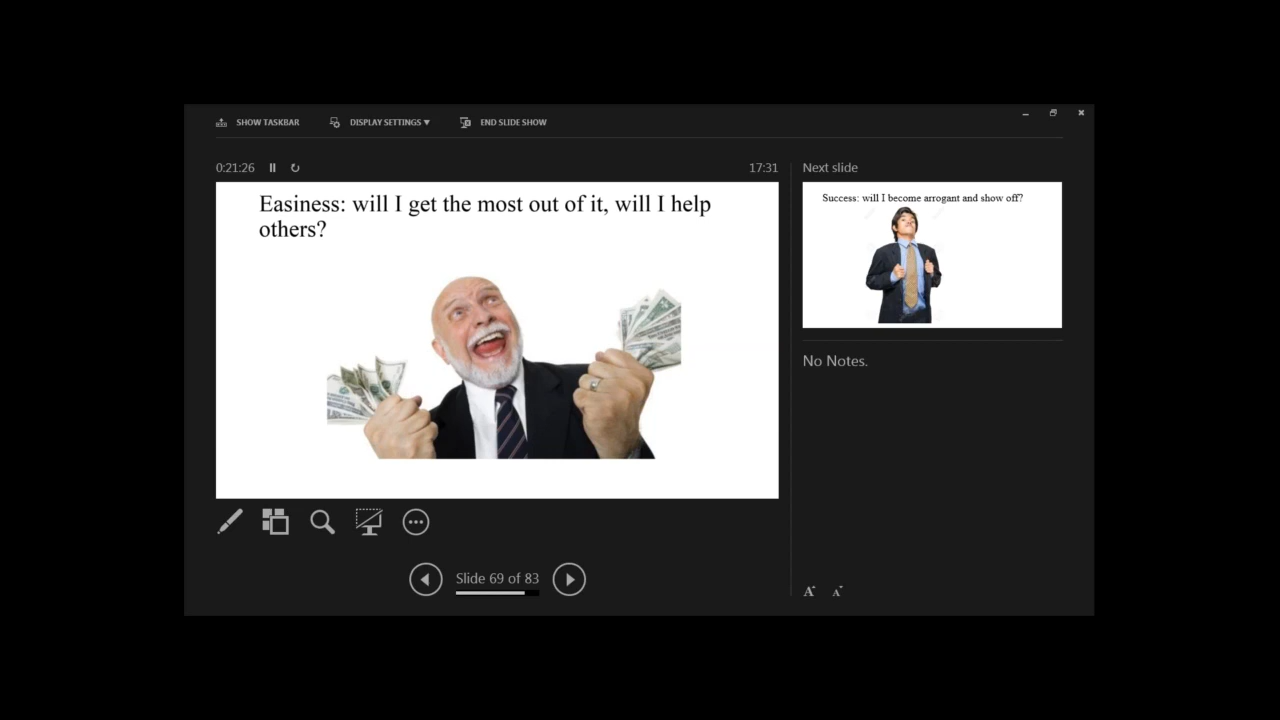 SHOW TASKBAR
DISPLAY SETTINGS ▼
END SLIDE SHOW
0:21:26
17:31
Next slide
Easiness: will I get the most out of it, will I help
others?
Success: will I become arrogant and show off?
No Notes.
Slide 69 of 83
A A